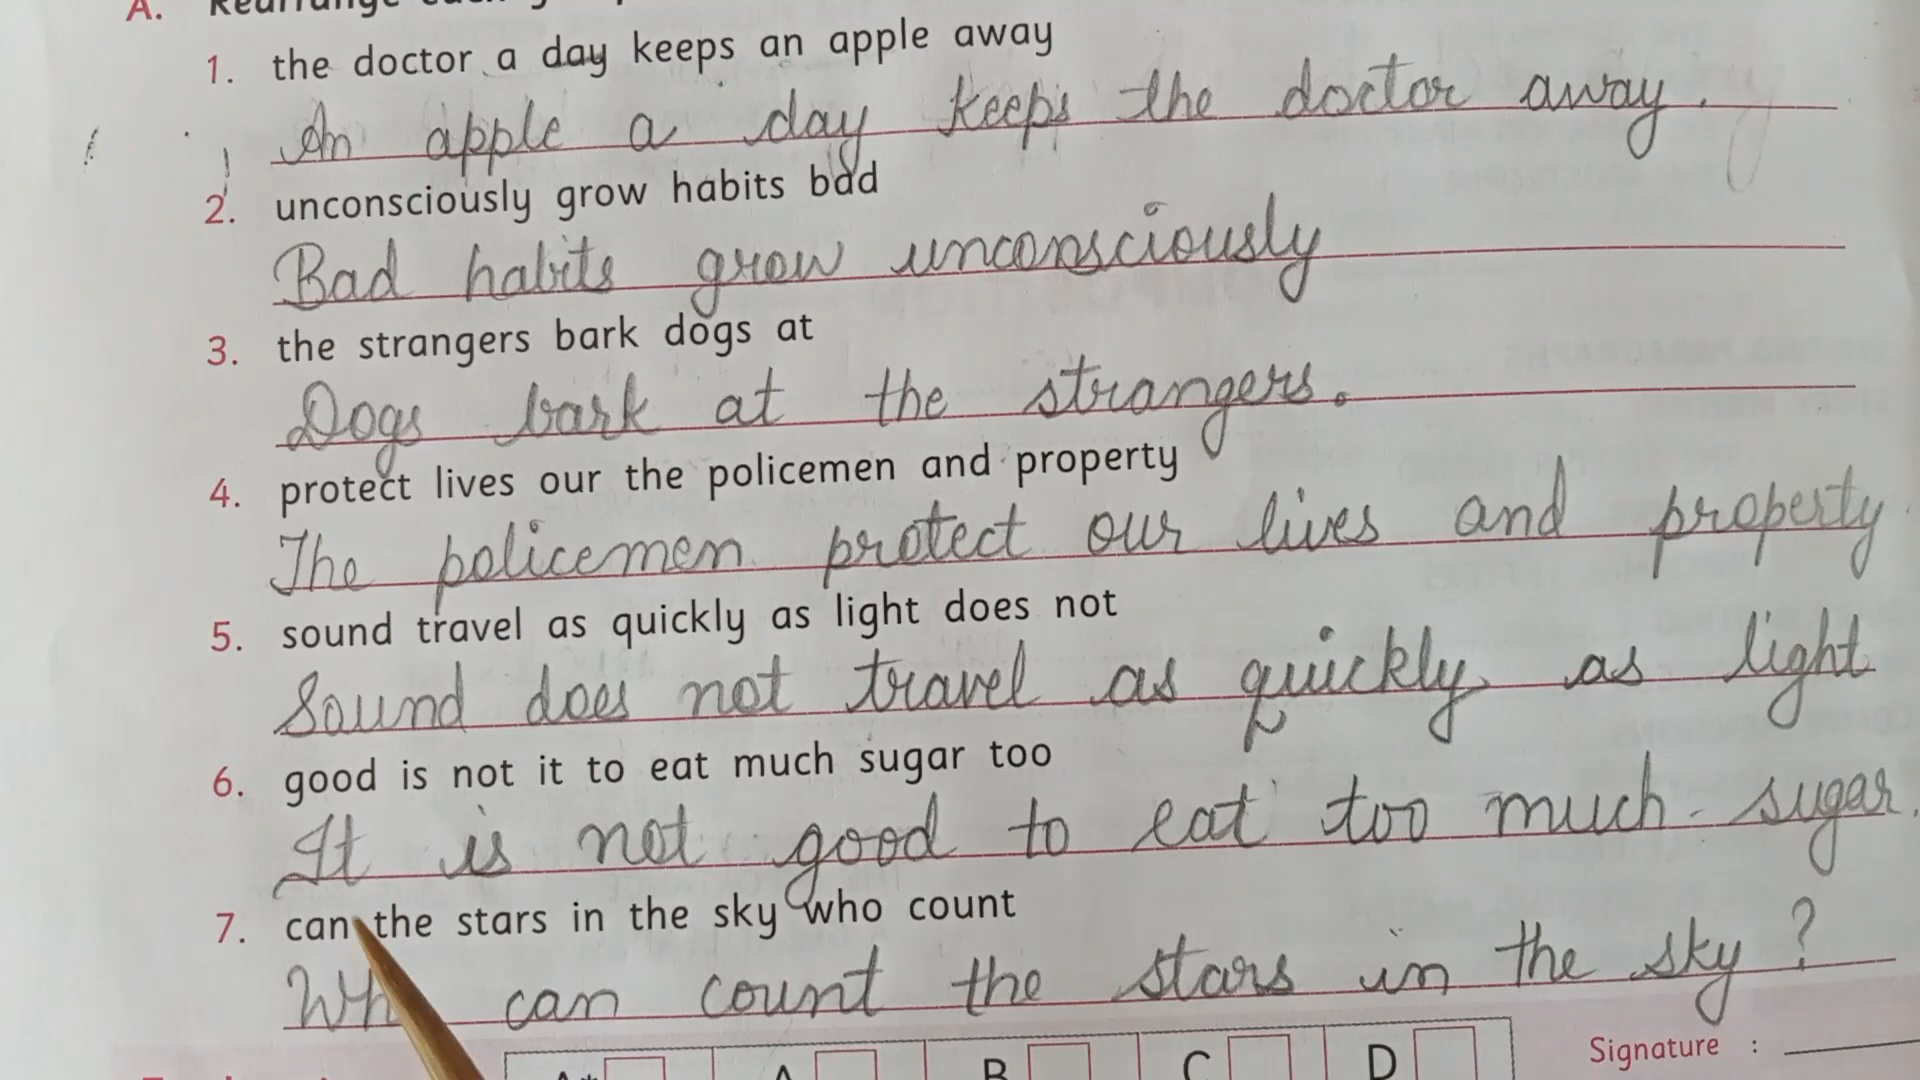 A. Rearrange each
1. the doctor a day keeps an apple away
An apple a day keeps the doctor away.
2. unconsciously grow habits bad
Bad habits grow unconsciously
3. the strangers bark dogs at
Dogs bark at the strangers.
4. protect lives our the policemen and property
The policemen protect our lives and property
5. sound travel as quickly as light does not
Sound does not travel as quickly as light
6. good is not it to eat much sugar too
It is not good to eat too much sugar.
7. can the stars in the sky who count
Wh can count the stars in the sky ?
A B C D
Signature :